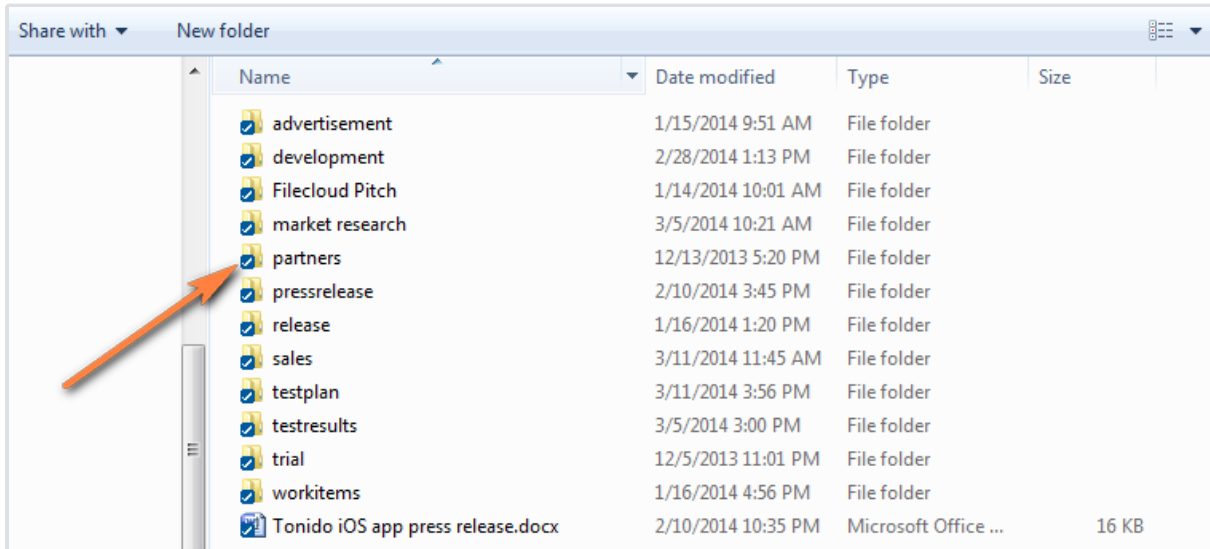 Share with New folder
Name Date modified Type Size
advertisement 1/15/2014 9:51 AM File folder
development 2/28/2014 1:13 PM File folder
Filecloud Pitch 1/14/2014 10:01 AM File folder
market research 3/5/2014 10:21 AM File folder
partners 12/13/2013 5:20 PM File folder
pressrelease 2/10/2014 3:45 PM File folder
release 1/16/2014 1:20 PM File folder
sales 3/11/2014 11:45 AM File folder
testplan 3/11/2014 3:56 PM File folder
testresults 3/5/2014 3:00 PM File folder
trial 12/5/2013 11:01 PM File folder
workitems 1/16/2014 4:56 PM File folder
Tonido iOS app press release.docx 2/10/2014 10:35 PM Microsoft Office ... 16 KB